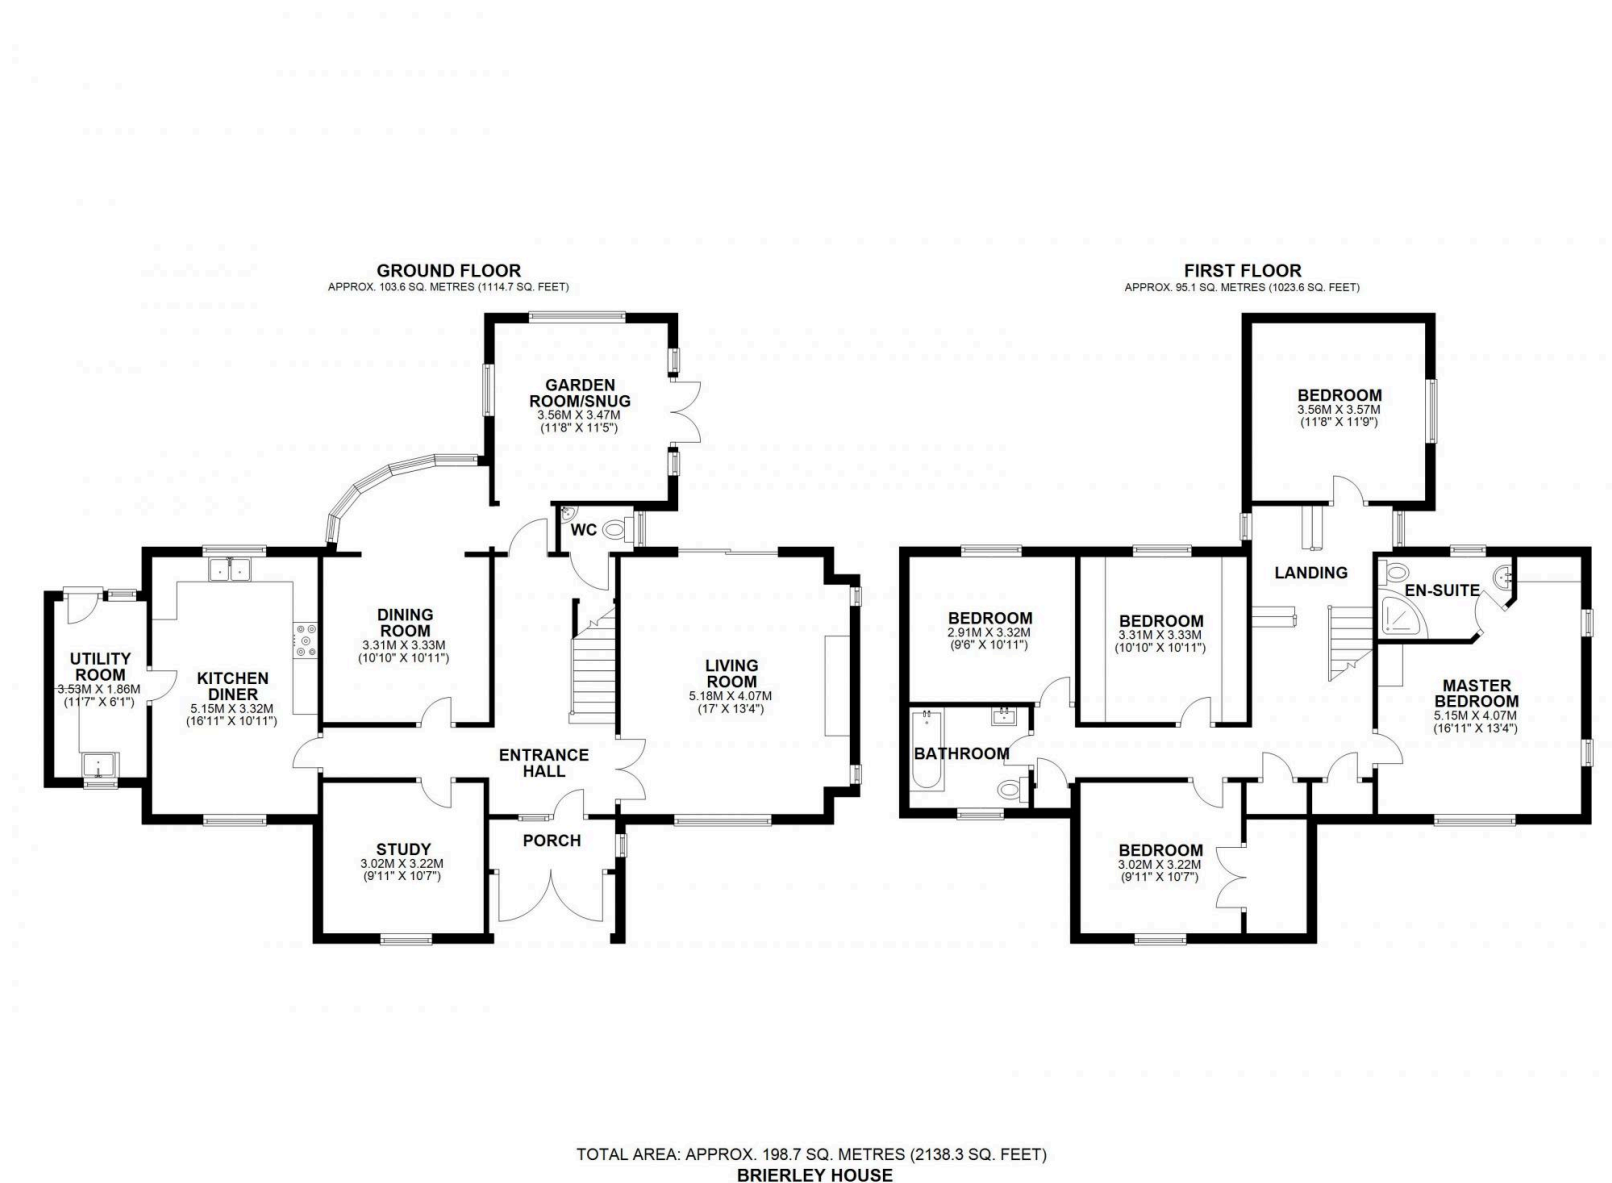 GROUND FLOOR
APPROX. 103.6 SQ. METRES (1114.7 SQ. FEET)
GARDEN
ROOM/SNUG
3.56M X 3.47M
(11'8" X 11'5")
WC
DINING
ROOM
3.31M X 3.33M
(10'10" X 10'11")
UTILITY
ROOM
3.53M X 1.86M
(11'7" X 6'1")
KITCHEN
DINER
5.15M X 3.32M
(16'11" X 10'11")
LIVING
ROOM
5.18M X 4.07M
(17' X 13'4")
ENTRANCE
HALL
STUDY
3.02M X 3.22M
(9'11" X 10'7")
PORCH
FIRST FLOOR
APPROX. 95.1 SQ. METRES (1023.6 SQ. FEET)
BEDROOM
3.56M X 3.57M
(11'8" X 11'9")
LANDING
EN-SUITE
BEDROOM
2.91M X 3.32M
(9'6" X 10'11")
BEDROOM
3.31M X 3.33M
(10'10" X 10'11")
MASTER
BEDROOM
5.15M X 4.07M
(16'11" X 13'4")
BATHROOM
BEDROOM
3.02M X 3.22M
(9'11" X 10'7")
TOTAL AREA: APPROX. 198.7 SQ. METRES (2138.3 SQ. FEET)
BRIERLEY HOUSE